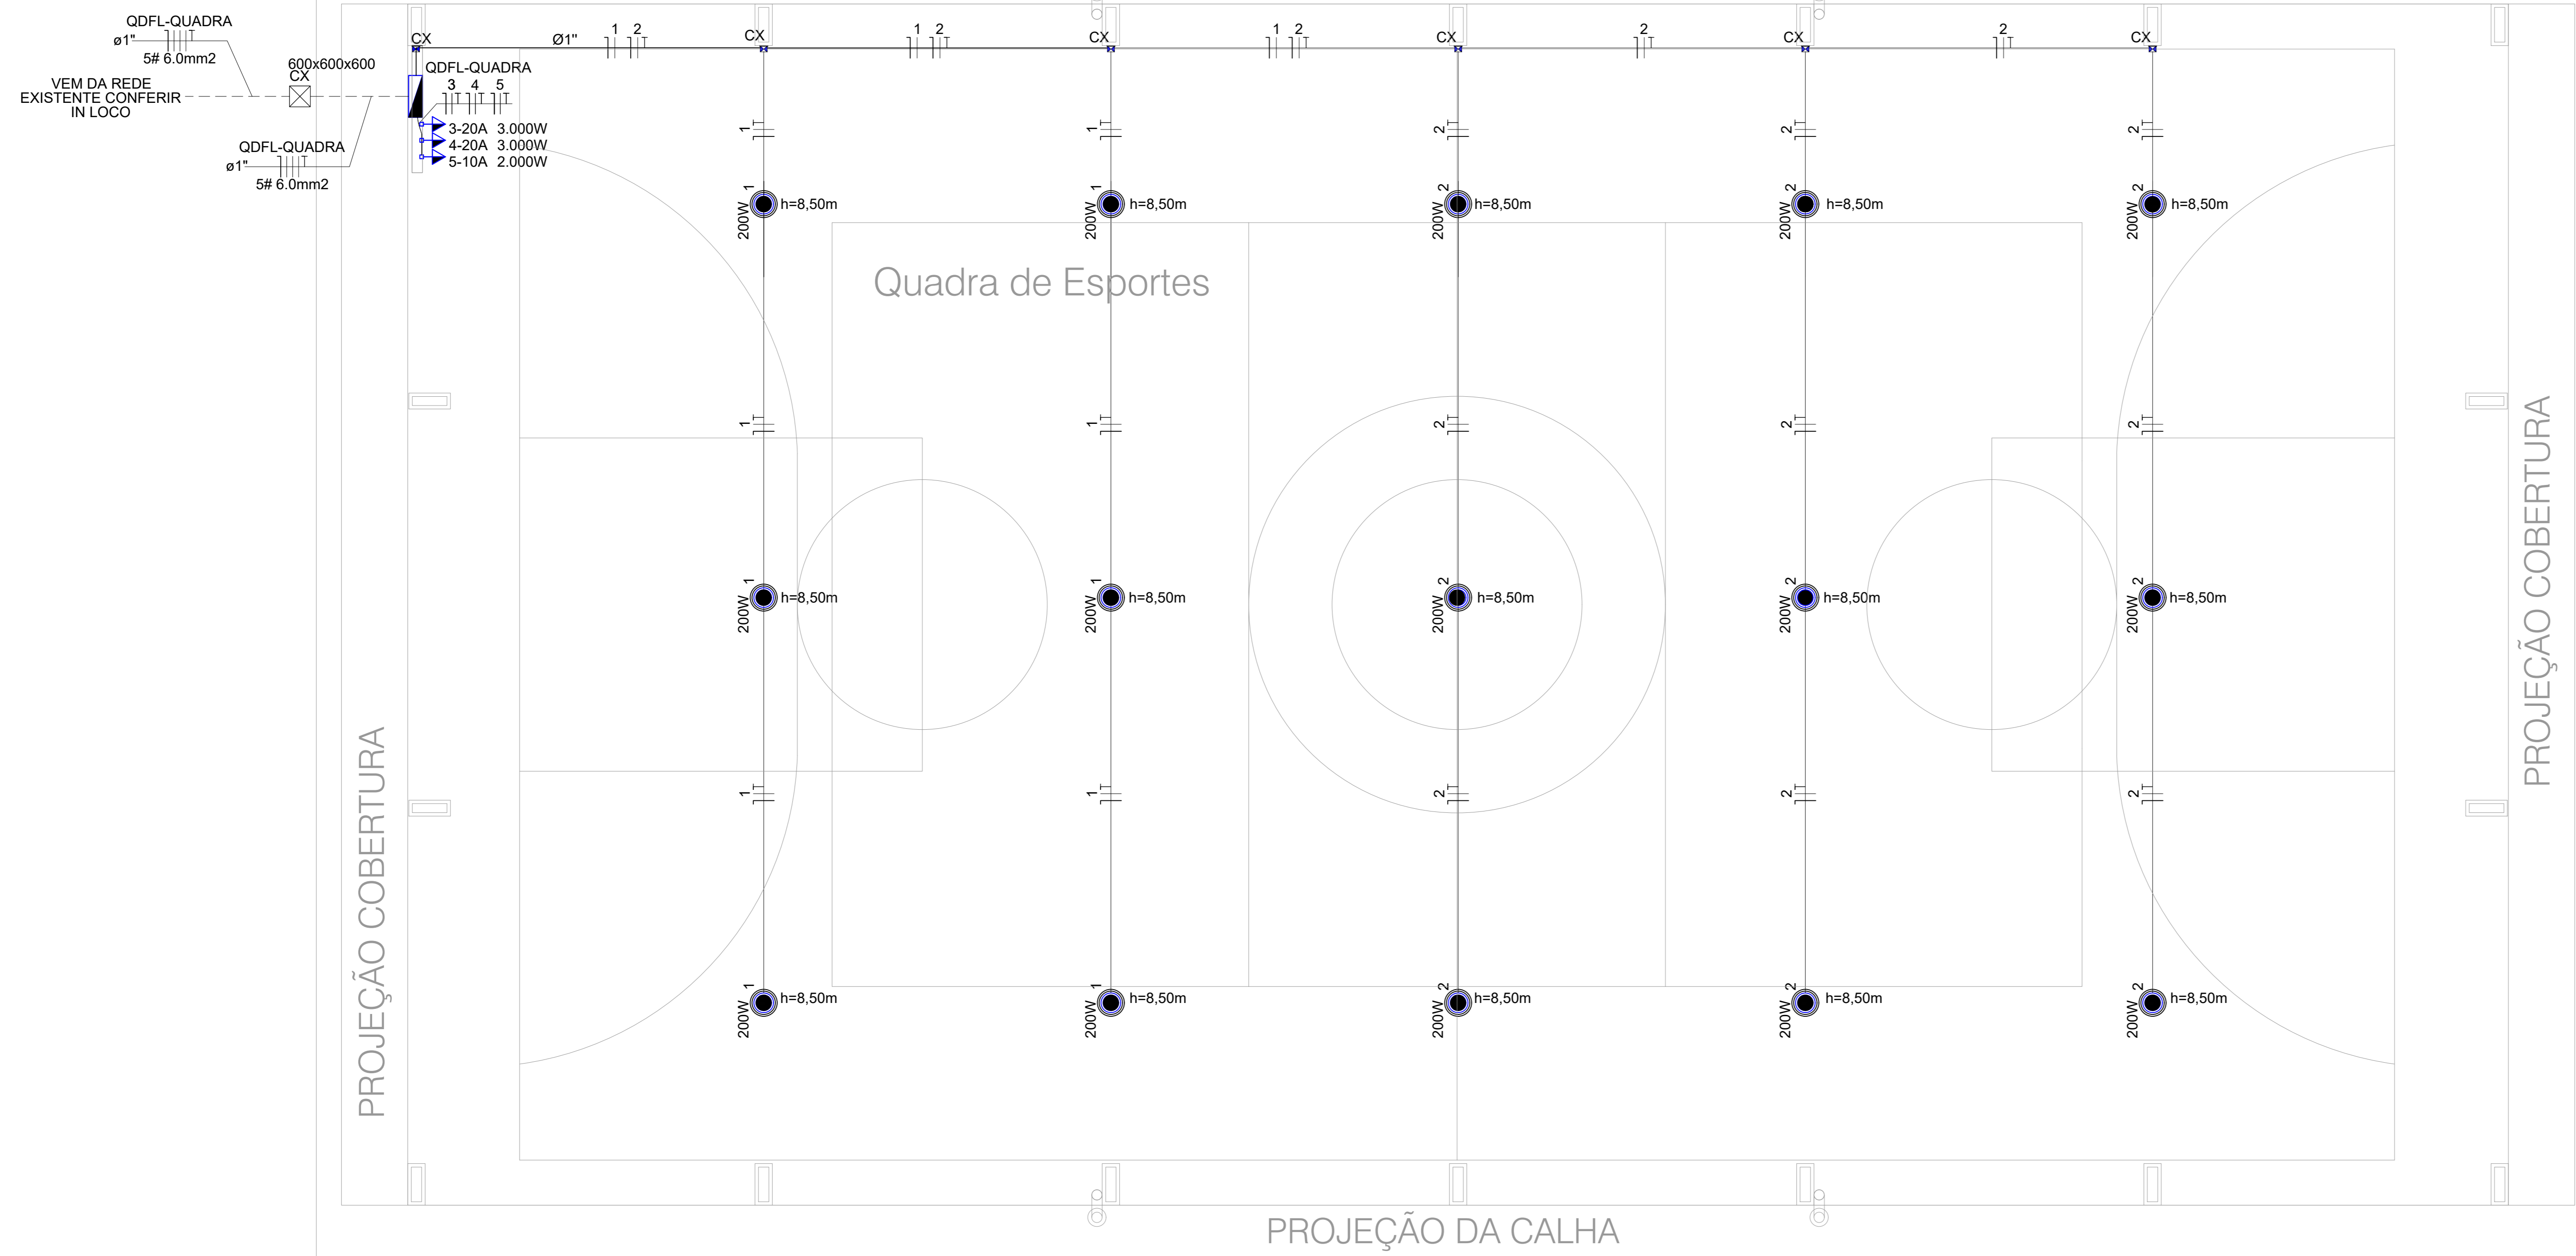 QDFL-QUADRA
ø1"
5# 6.0mm2
VEM DA REDE
EXISTENTE CONFERIR
IN LOCO
600x600x600
CX
QDFL-QUADRA
ø1"
5# 6.0mm2
CX
Ø1"
1 2
CX
1 2
CX
1 2
CX
2
CX
2
CX
QDFL-QUADRA
3 4 5
3-20A 3.000W
4-20A 3.000W
5-10A 2.000W
1
1
2
2
2
1
200W
h=8,50m
1
200W
h=8,50m
2
200W
h=8,50m
2
200W
h=8,50m
2
200W
h=8,50m
Quadra de Esportes
1
1
2
2
2
1
200W
h=8,50m
1
200W
h=8,50m
2
200W
h=8,50m
2
200W
h=8,50m
2
200W
h=8,50m
1
1
2
2
2
1
200W
h=8,50m
1
200W
h=8,50m
2
200W
h=8,50m
2
200W
h=8,50m
2
200W
h=8,50m
PROJEÇÃO COBERTURA
PROJEÇÃO COBERTURA
PROJEÇÃO DA CALHA